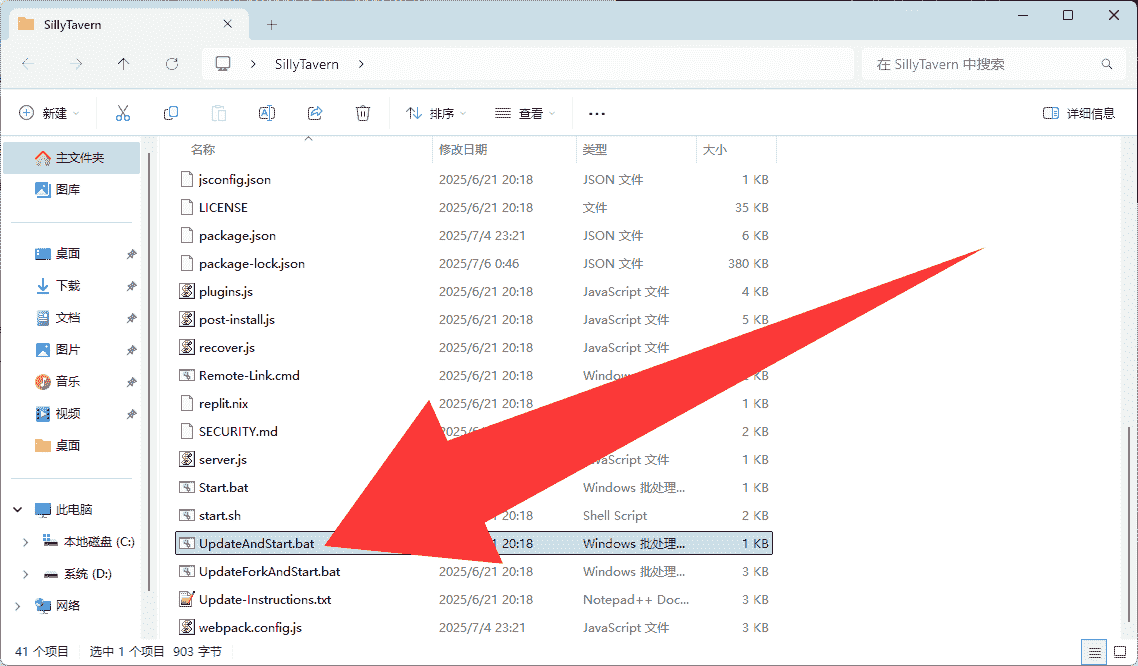 SillyTavern
SillyTavern
在 SillyTavern 中搜索
新建
排序
查看
详细信息
名称 修改日期 类型 大小
主文件夹
图库
桌面
下载
文档
图片
音乐
视频
桌面
此电脑
本地磁盘 (C:)
系统 (D:)
网络
jsconfig.json 2025/6/21 20:18 JSON 文件 1 KB
LICENSE 2025/6/21 20:18 文件 35 KB
package.json 2025/7/4 23:21 JSON 文件 6 KB
package-lock.json 2025/7/6 0:46 JSON 文件 380 KB
plugins.js 2025/6/21 20:18 JavaScript 文件 4 KB
post-install.js 2025/6/21 20:18 JavaScript 文件 5 KB
recover.js 2025/6/21 20:18 JavaScript 文件 KB
Remote-Link.cmd 2025/6/21 20:18 KB
replit.nix 2025/6/21 20:18 1 KB
SECURITY.md 2 KB
server.js 文件 1 KB
Start.bat Windows 批处理... 1 KB
start.sh 20:18 Shell Script 2 KB
UpdateAndStart.bat 20:18 Windows 批处理... 1 KB
UpdateForkAndStart.bat 2025/6/21 20:18 Windows 批处理... 3 KB
Update-Instructions.txt 2025/6/21 20:18 Notepad++ Doc... 3 KB
webpack.config.js 2025/7/4 23:21 JavaScript 文件 3 KB
41 个项目 选中 1 个项目 903 字节